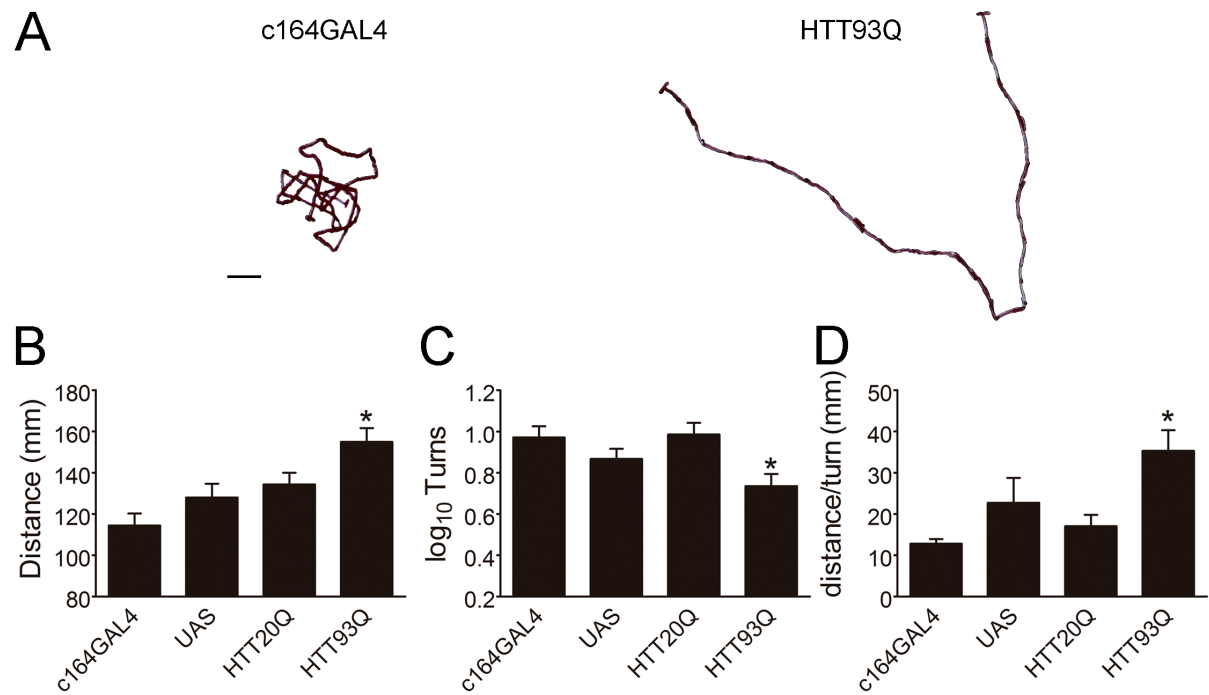 A
c164GAL4
HTT93Q
B
Distance (mm)
180
160
140
120
100
80
*
c164GAL4
UAS
HTT20Q
HTT93Q
C
log10 Turns
1.2
1.0
0.8
0.6
0.4
0.2
*
c164GAL4
UAS
HTT20Q
HTT93Q
D
distance/turn (mm)
50
40
30
20
10
0
*
c164GAL4
UAS
HTT20Q
HTT93Q